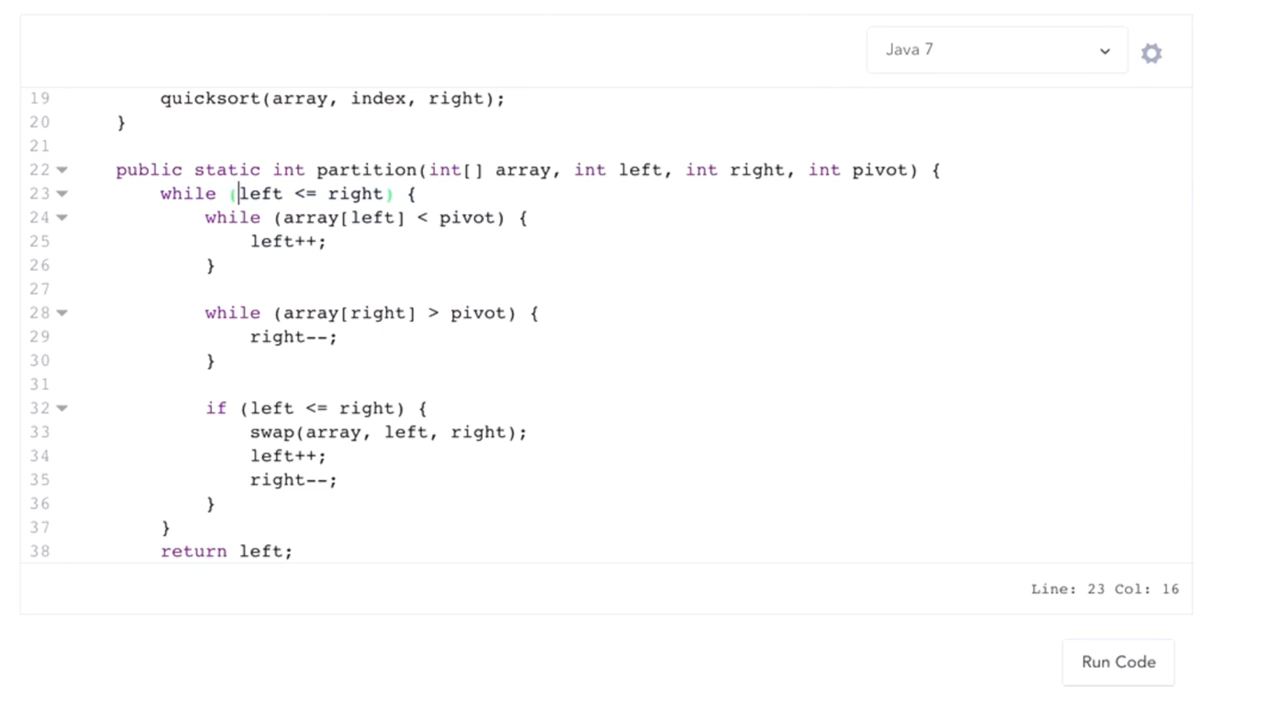 Java 7
19 quicksort(array, index, right);
20 }
21
22 public static int partition(int[] array, int left, int right, int pivot) {
23 while (left <= right) {
24 while (array[left] < pivot) {
25 left++;
26 }
27
28 while (array[right] > pivot) {
29 right--;
30 }
31
32 if (left <= right) {
33 swap(array, left, right);
34 left++;
35 right--;
36 }
37 }
38 return left;
Line: 23 Col: 16
Run Code